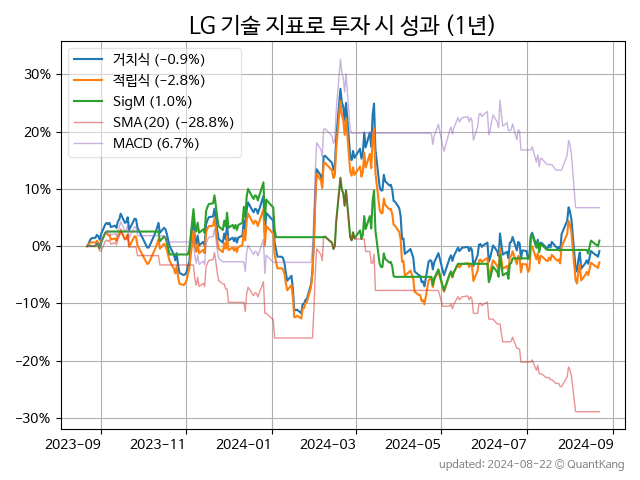 LG 기술 지표로 투자 시 성과 (1년)
거치식 (−0.9%)
적립식 (−2.8%)
SigM (1.0%)
SMA(20) (−28.8%)
MACD (6.7%)
30%
20%
10%
0%
−10%
−20%
−30%
2023-09 2023-11 2024-01 2024-03 2024-05 2024-07 2024-09
updated: 2024-08-22 © QuantKang